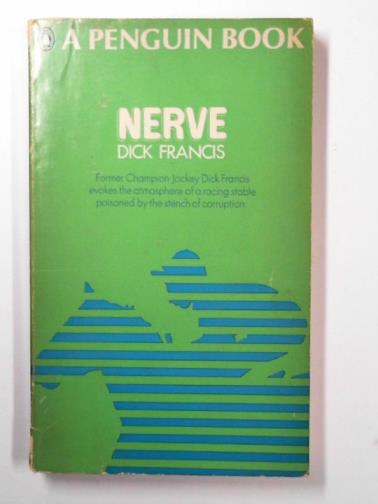 A PENGUIN BOOK
NERVE
DICK FRANCIS
Former Champion Jockey Dick Francis
evokes the atmosphere of a racing stable
poisoned by the stench of corruption